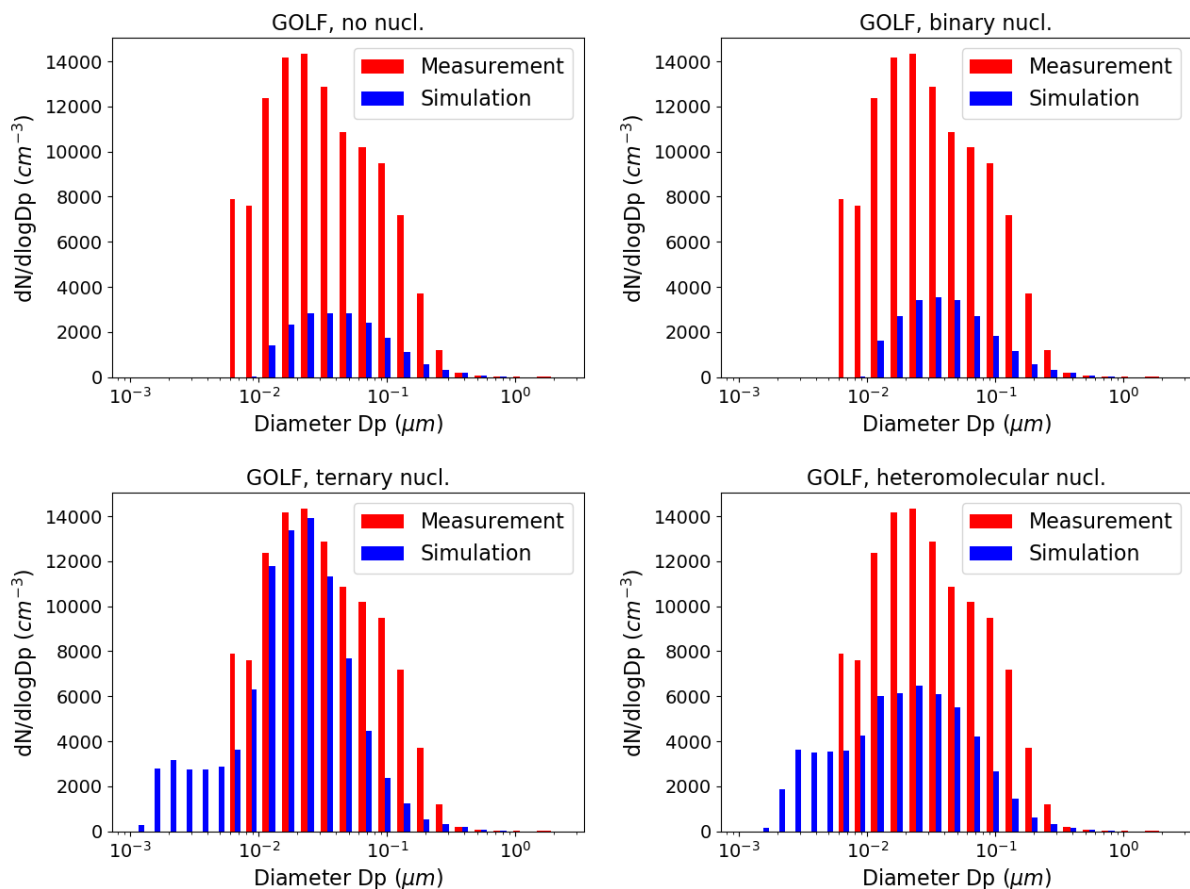 GOLF, no nucl.
14000
12000
10000
8000
6000
4000
2000
0
dN/dlogDp (cm⁻³)
Measurement
Simulation
10⁻³ 10⁻² 10⁻¹ 10⁰
Diameter Dp (μm)
GOLF, binary nucl.
14000
12000
10000
8000
6000
4000
2000
0
dN/dlogDp (cm⁻³)
Measurement
Simulation
10⁻³ 10⁻² 10⁻¹ 10⁰
Diameter Dp (μm)
GOLF, ternary nucl.
14000
12000
10000
8000
6000
4000
2000
0
dN/dlogDp (cm⁻³)
Measurement
Simulation
10⁻³ 10⁻² 10⁻¹ 10⁰
Diameter Dp (μm)
GOLF, heteromolecular nucl.
14000
12000
10000
8000
6000
4000
2000
0
dN/dlogDp (cm⁻³)
Measurement
Simulation
10⁻³ 10⁻² 10⁻¹ 10⁰
Diameter Dp (μm)